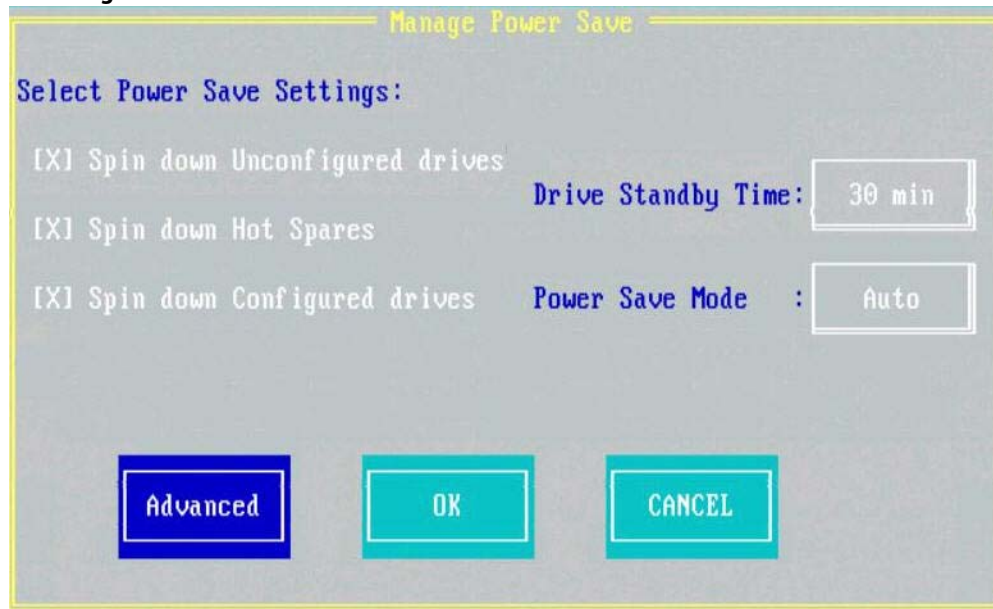 Manage Power Save
Select Power Save Settings:
[X] Spin down Unconfigured drives
Drive Standby Time: 30 min
[X] Spin down Hot Spares
[X] Spin down Configured drives Power Save Mode : Auto
Advanced OK CANCEL